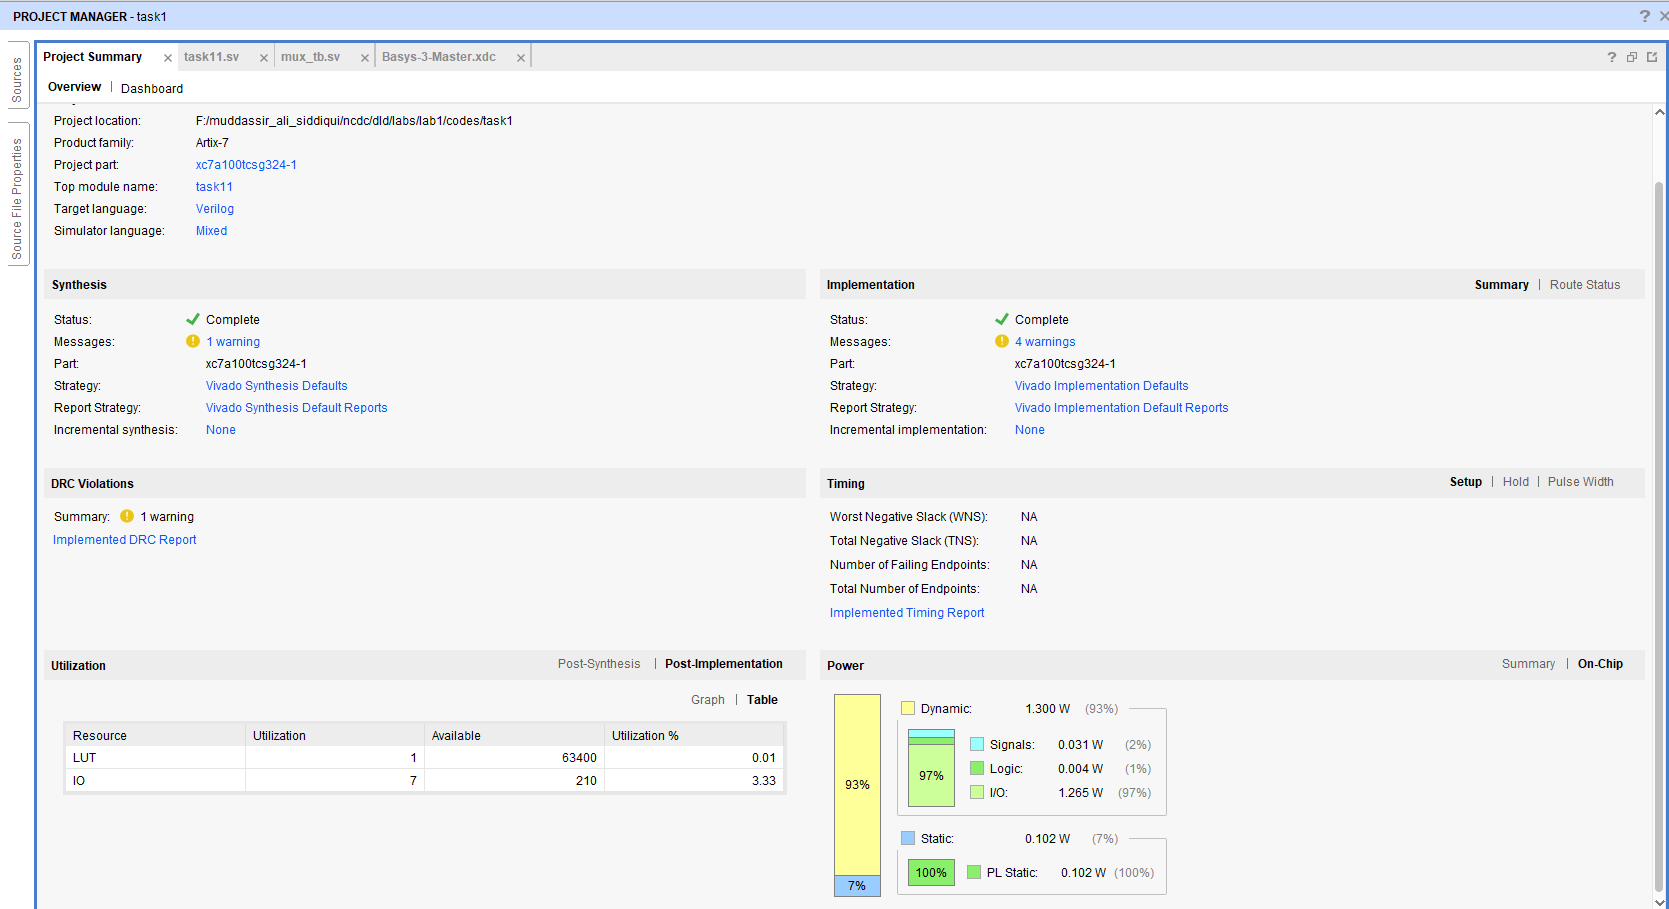 PROJECT MANAGER - task1
? ×
Sources
Source File Properties
Project Summary × task11.sv × mux_tb.sv × Basys-3-Master.xdc ×
?
Overview | Dashboard
Project location: F:/muddassir_ali_siddiqui/ncdc/dld/labs/lab1/codes/task1
Product family: Artix-7
Project part: xc7a100tcsg324-1
Top module name: task11
Target language: Verilog
Simulator language: Mixed
Synthesis
Status: Complete
Messages: 1 warning
Part: xc7a100tcsg324-1
Strategy: Vivado Synthesis Defaults
Report Strategy: Vivado Synthesis Default Reports
Incremental synthesis: None
Implementation Summary | Route Status
Status: Complete
Messages: 4 warnings
Part: xc7a100tcsg324-1
Strategy: Vivado Implementation Defaults
Report Strategy: Vivado Implementation Default Reports
Incremental implementation: None
DRC Violations
Summary: 1 warning
Implemented DRC Report
Timing Setup | Hold | Pulse Width
Worst Negative Slack (WNS): NA
Total Negative Slack (TNS): NA
Number of Failing Endpoints: NA
Total Number of Endpoints: NA
Implemented Timing Report
Utilization Post-Synthesis | Post-Implementation
Graph | Table
Resource Utilization Available Utilization %
LUT 1 63400 0.01
IO 7 210 3.33
Power Summary | On-Chip
93%
7%
Dynamic: 1.300 W (93%)
97%
Signals: 0.031 W (2%)
Logic: 0.004 W (1%)
I/O: 1.265 W (97%)
Static: 0.102 W (7%)
100%
PL Static: 0.102 W (100%)